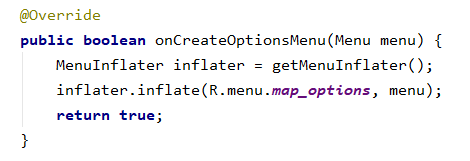 @Override
public boolean onCreateOptionsMenu(Menu menu) {
    MenuInflater inflater = getMenuInflater();
    inflater.inflate(R.menu.map_options, menu);
    return true;
}